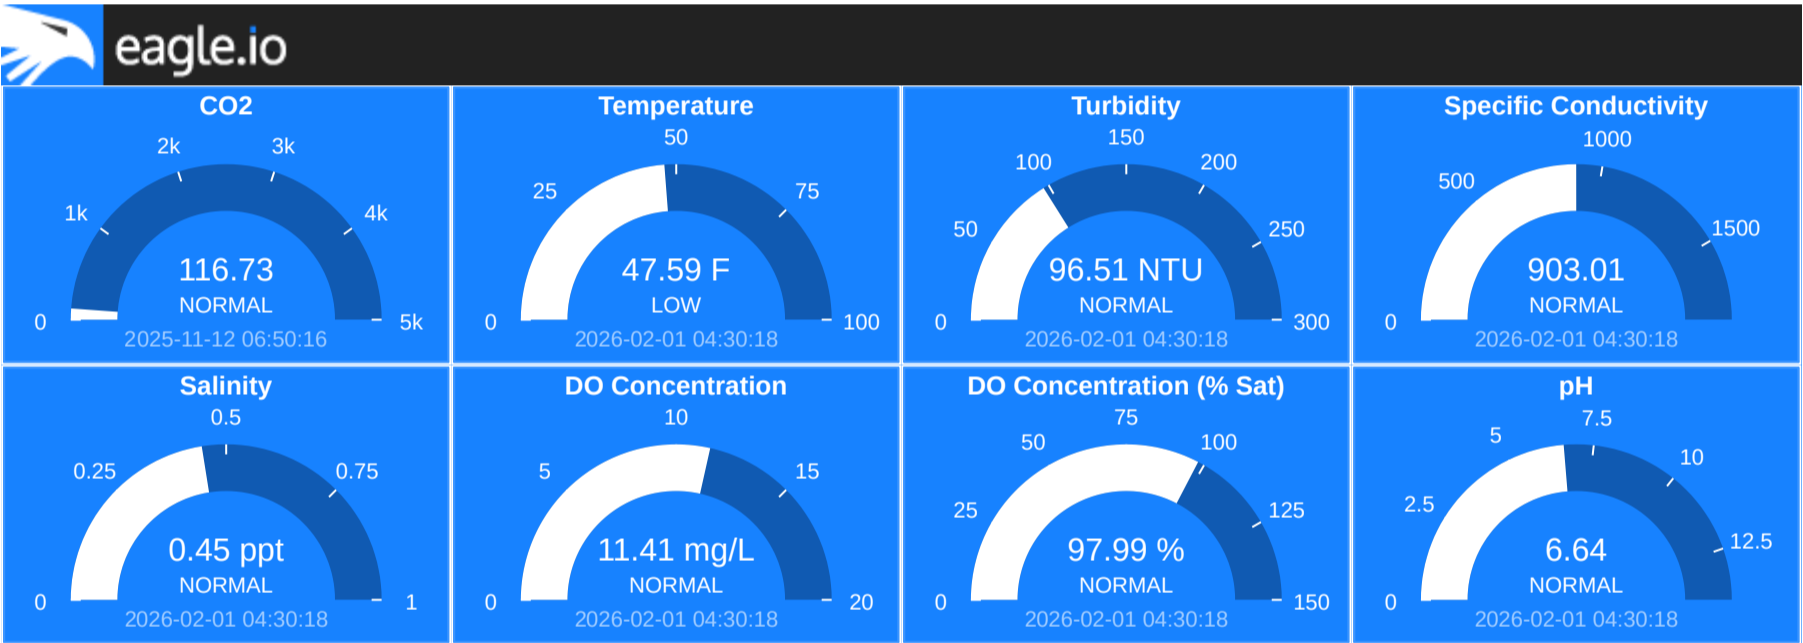 eagle.io
CO2
2k
3k
1k
4k
116.73
NORMAL
0
5k
2025-11-12 06:50:16
Temperature
50
25
75
47.59 F
LOW
0
100
2026-02-01 04:30:18
Turbidity
150
100
200
50
250
96.51 NTU
NORMAL
0
300
2026-02-01 04:30:18
Specific Conductivity
1000
500
1500
903.01
NORMAL
0
2026-02-01 04:30:18
Salinity
0.5
0.25
0.75
0.45 ppt
NORMAL
0
1
2026-02-01 04:30:18
DO Concentration
10
5
15
11.41 mg/L
NORMAL
0
20
2026-02-01 04:30:18
DO Concentration (% Sat)
75
50
100
25
125
97.99 %
NORMAL
0
150
2026-02-01 04:30:18
pH
7.5
5
10
2.5
12.5
6.64
NORMAL
0
2026-02-01 04:30:18